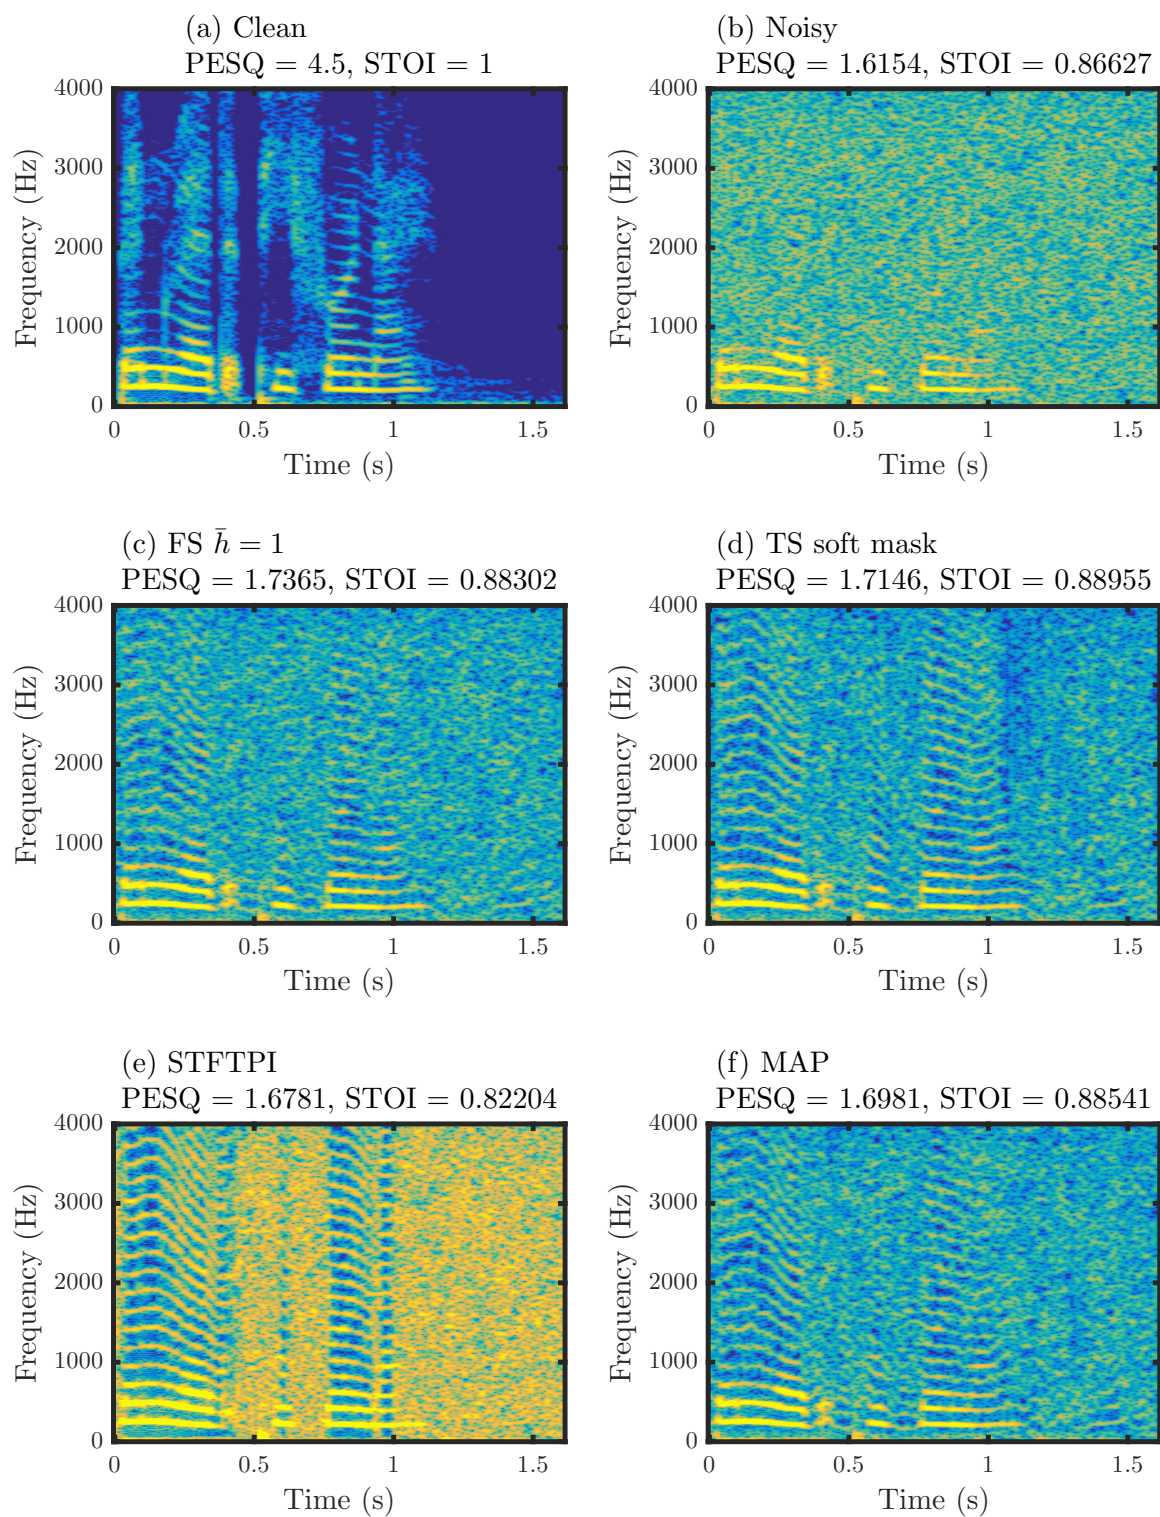 (a) Clean
PESQ = 4.5, STOI = 1
4000
3000
2000
1000
0
Frequency (Hz)
0 0.5 1 1.5
Time (s)
(b) Noisy
PESQ = 1.6154, STOI = 0.86627
4000
3000
2000
1000
0
Frequency (Hz)
0 0.5 1 1.5
Time (s)
(c) FS h̄ = 1
PESQ = 1.7365, STOI = 0.88302
4000
3000
2000
1000
0
Frequency (Hz)
0 0.5 1 1.5
Time (s)
(d) TS soft mask
PESQ = 1.7146, STOI = 0.88955
4000
3000
2000
1000
0
Frequency (Hz)
0 0.5 1 1.5
Time (s)
(e) STFTPI
PESQ = 1.6781, STOI = 0.82204
4000
3000
2000
1000
0
Frequency (Hz)
0 0.5 1 1.5
Time (s)
(f) MAP
PESQ = 1.6981, STOI = 0.88541
4000
3000
2000
1000
0
Frequency (Hz)
0 0.5 1 1.5
Time (s)